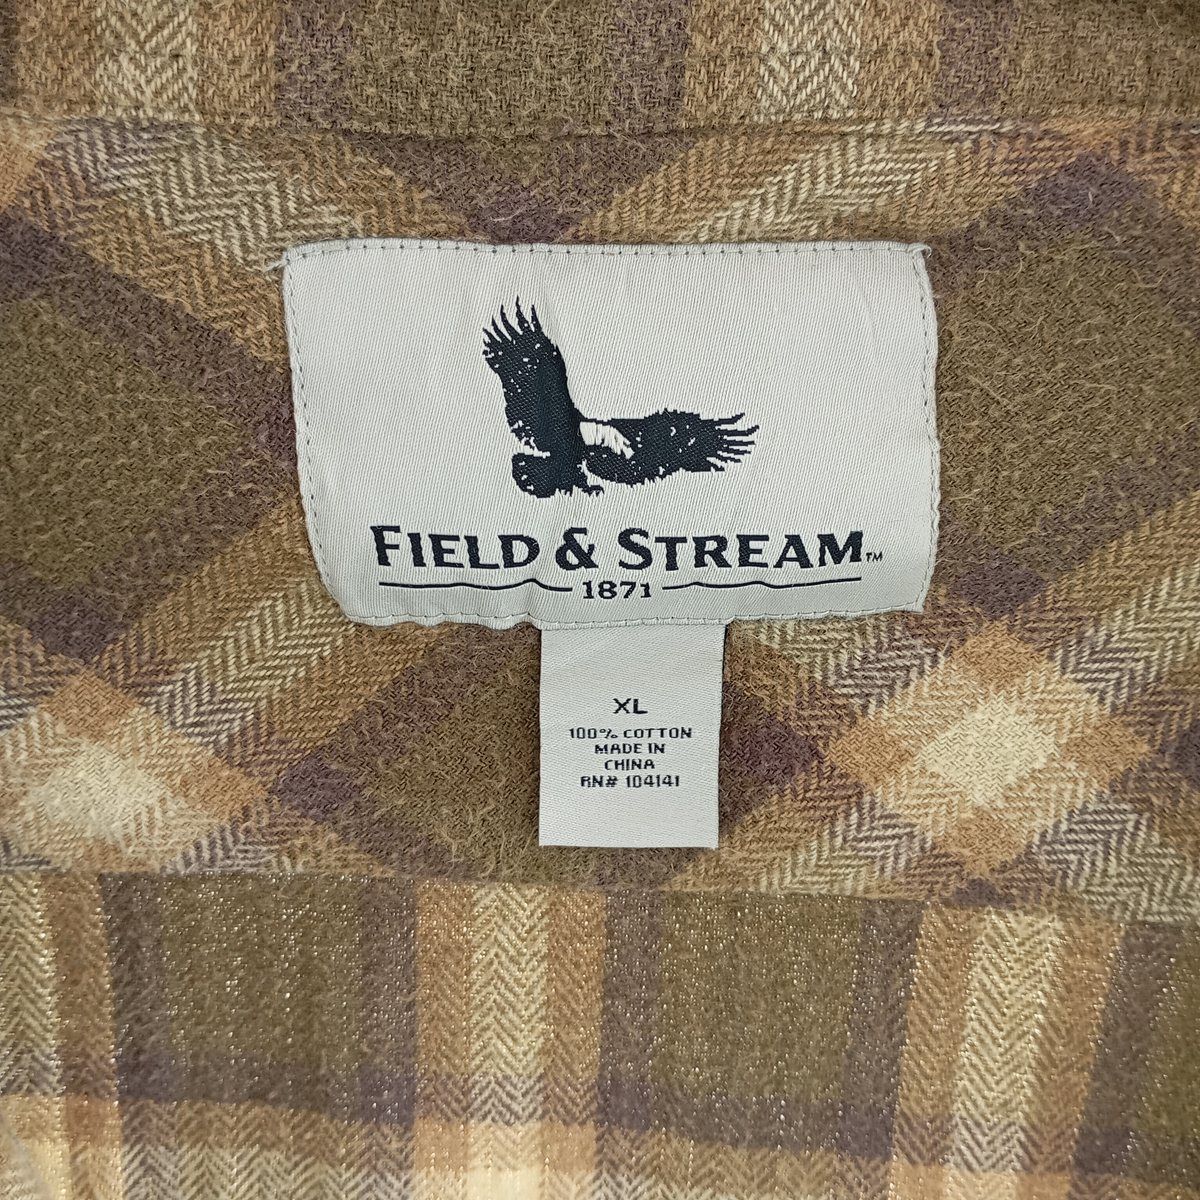 FIELD & STREAM™
1871
XL
100% COTTON
MADE IN
CHINA
RN# 104141